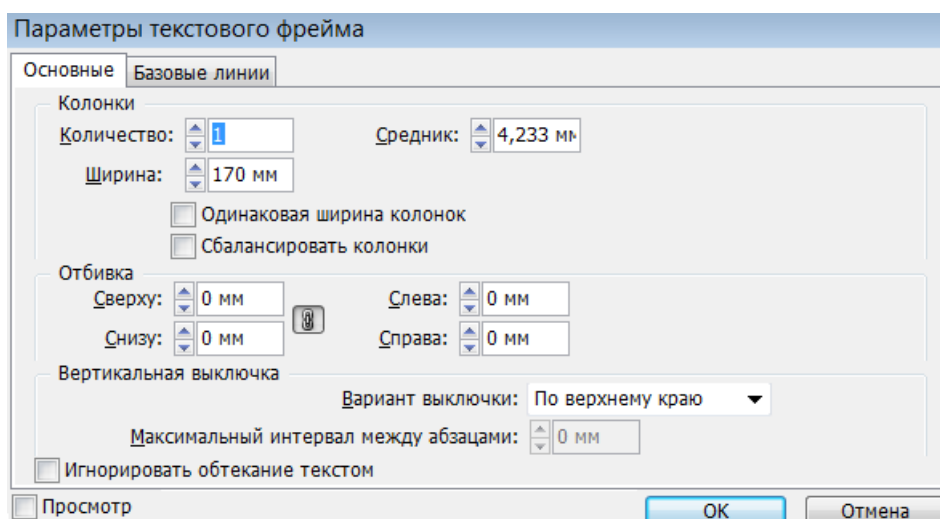 Параметры текстового фрейма
Основные Базовые линии
Колонки
Количество: 1 Средник: 4,233 мм
Ширина: 170 мм
Одинаковая ширина колонок
Сбалансировать колонки
Отбивка
Сверху: 0 мм Слева: 0 мм
Снизу: 0 мм Справа: 0 мм
Вертикальная выключка
Вариант выключки: По верхнему краю
Максимальный интервал между абзацами: 0 мм
Игнорировать обтекание текстом
Просмотр OK Отмена